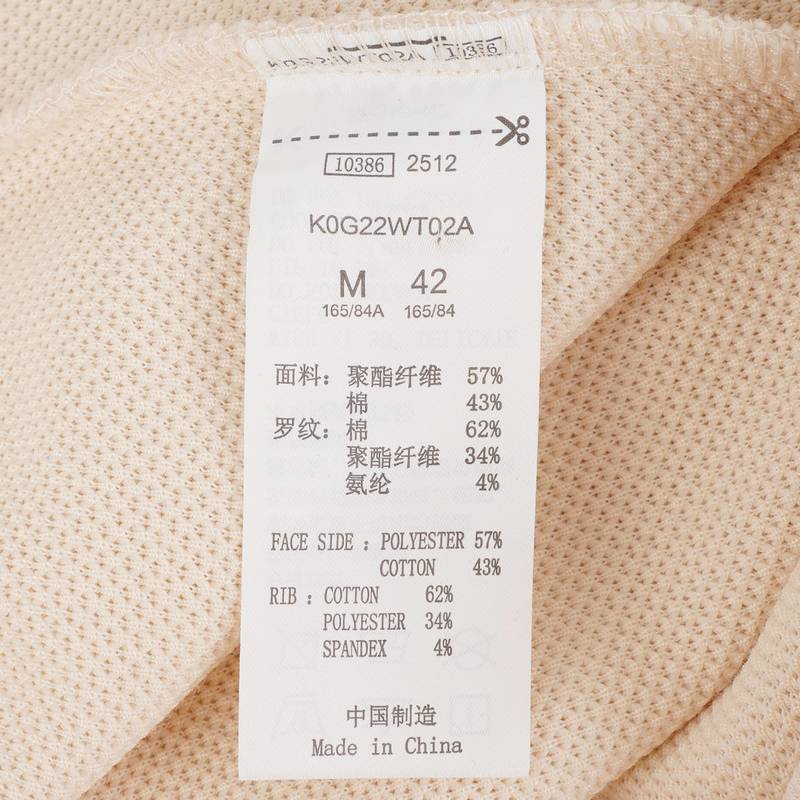 10386
10386 2512
K0G22WT02A
M 42
165/84A 165/84
面料：聚酯纤维 57%
棉 43%
罗纹：棉 62%
聚酯纤维 34%
氨纶 4%
FACE SIDE : POLYESTER 57%
COTTON 43%
RIB : COTTON 62%
POLYESTER 34%
SPANDEX 4%
中国制造
Made in China